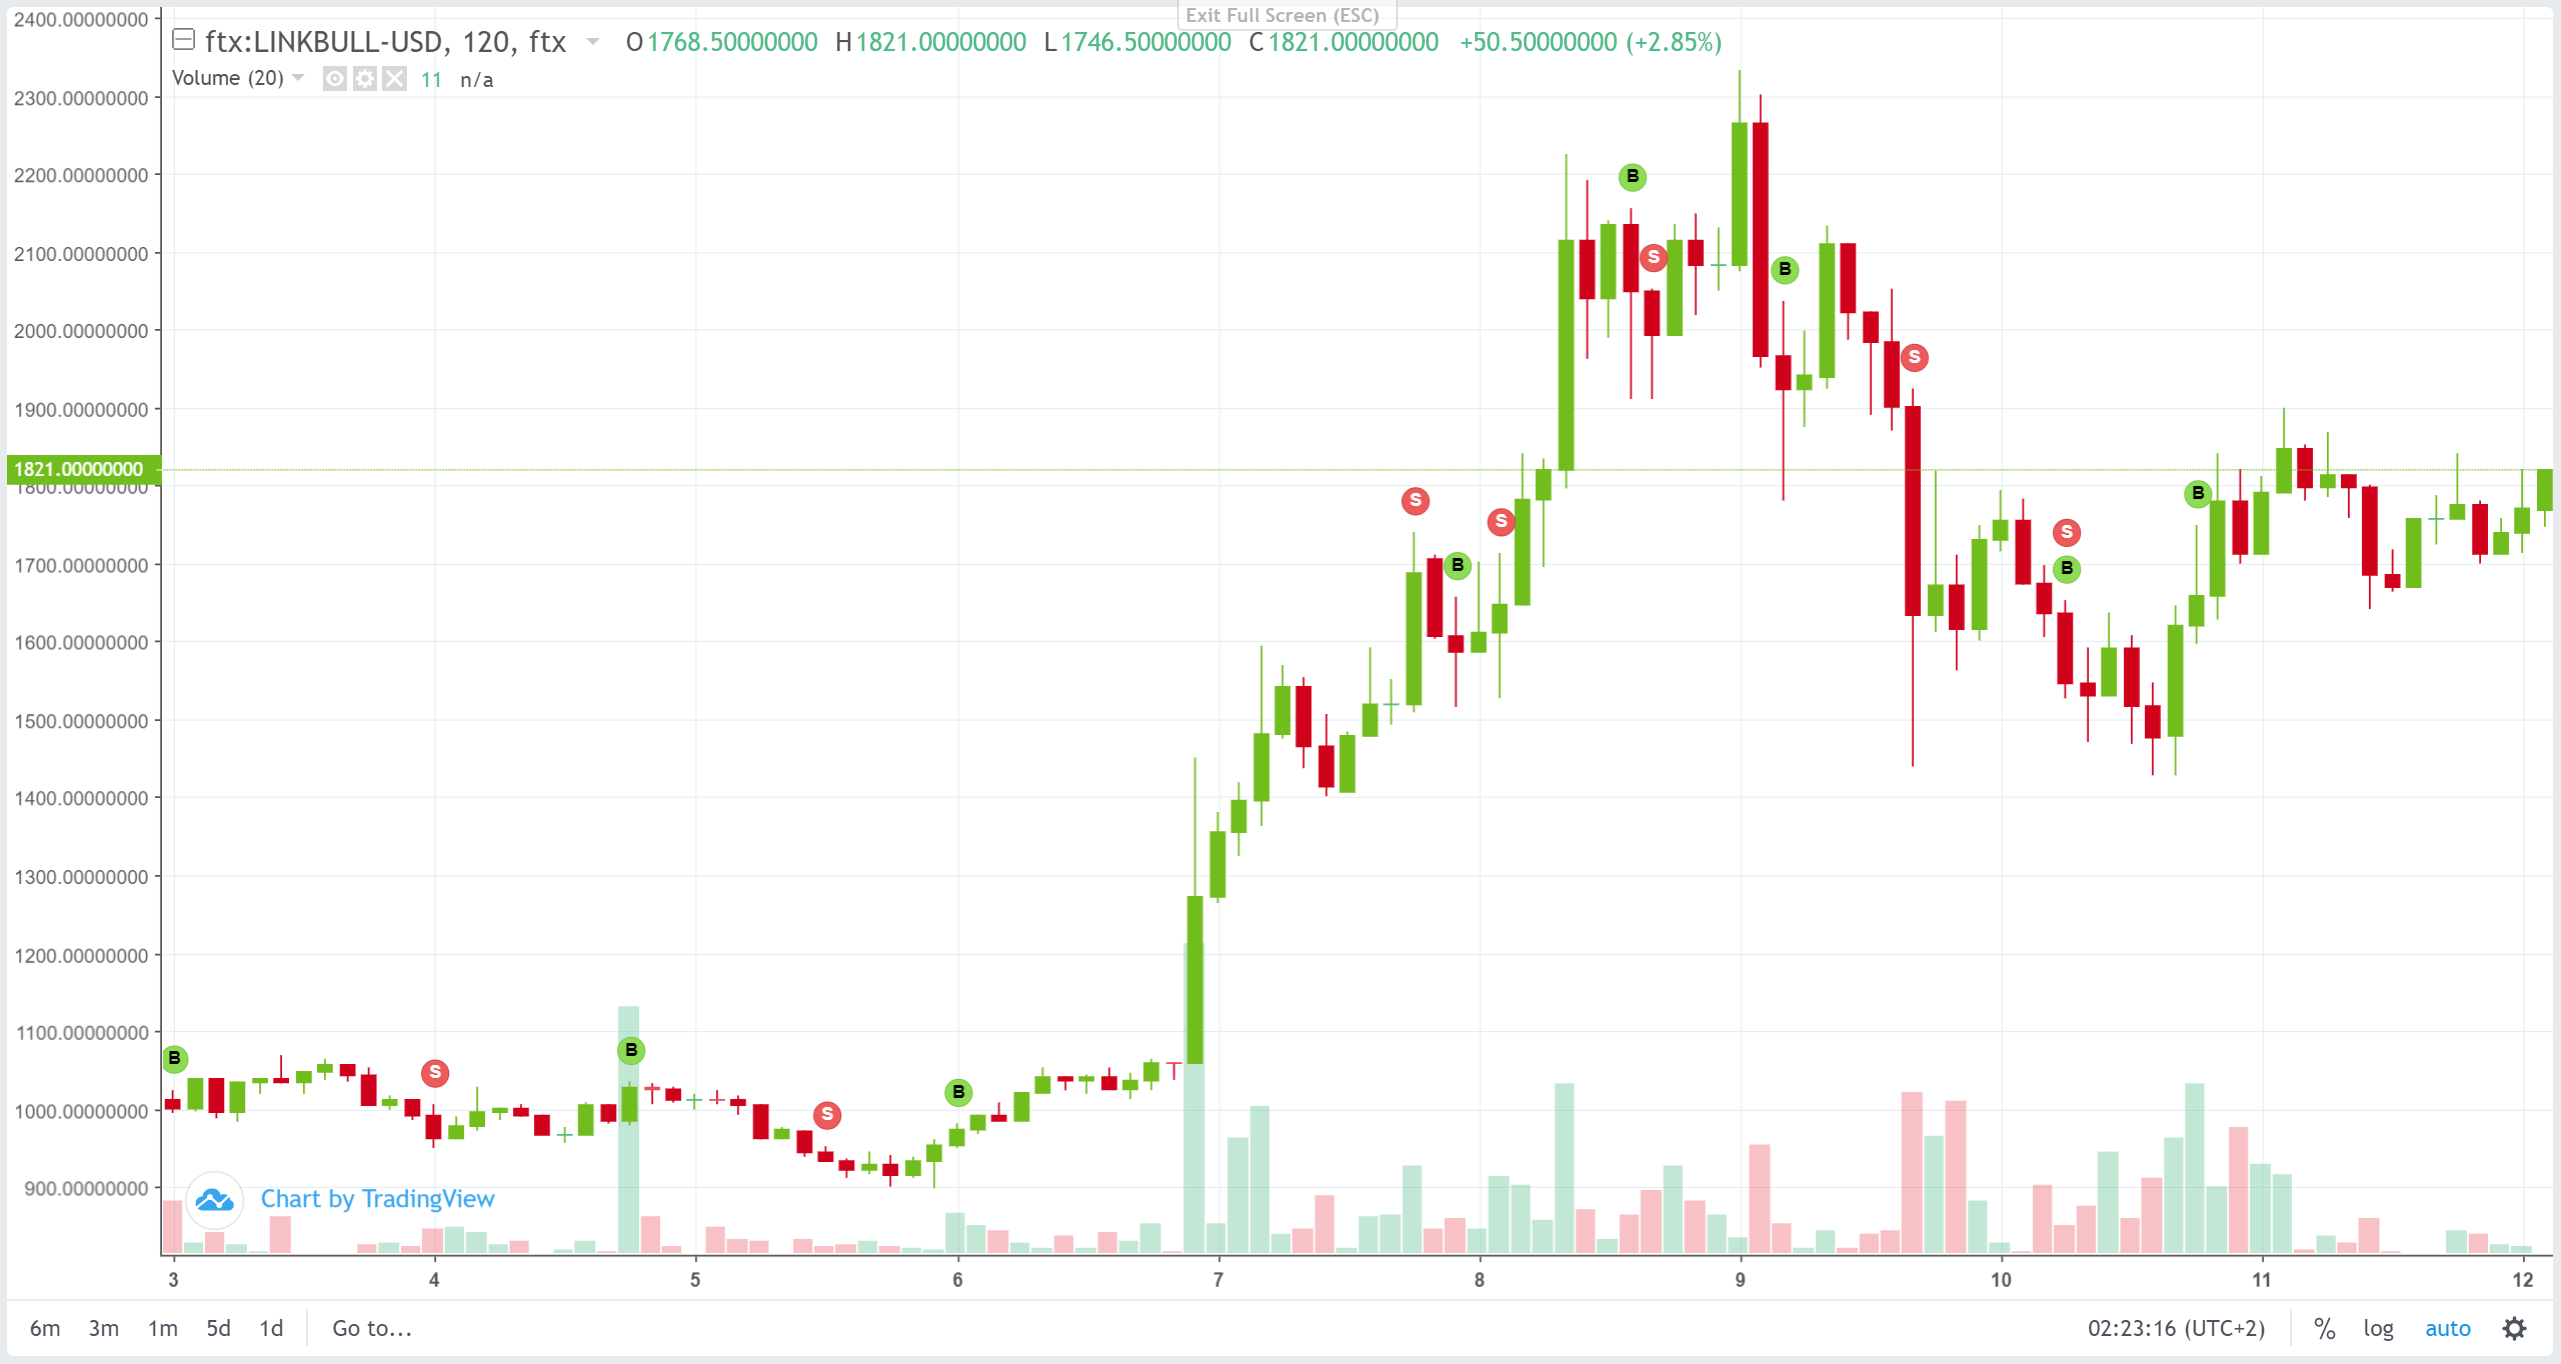 Exit Full Screen (ESC)
ftx:LINKBULL-USD, 120, ftx O1768.50000000 H1821.00000000 L1746.50000000 C1821.00000000 +50.50000000 (+2.85%)
Volume (20) 11 n/a
2400.00000000
2300.00000000
2200.00000000
2100.00000000
2000.00000000
1900.00000000
1821.00000000
1800.00000000
1700.00000000
1600.00000000
1500.00000000
1400.00000000
1300.00000000
1200.00000000
1100.00000000
1000.00000000
900.00000000
B
S
B
S
B
S
B
S
B
S
B
S
S
B
B
Chart by TradingView
3 4 5 6 7 8 9 10 11 12
6m 3m 1m 5d 1d Go to... 02:23:16 (UTC+2) % log auto